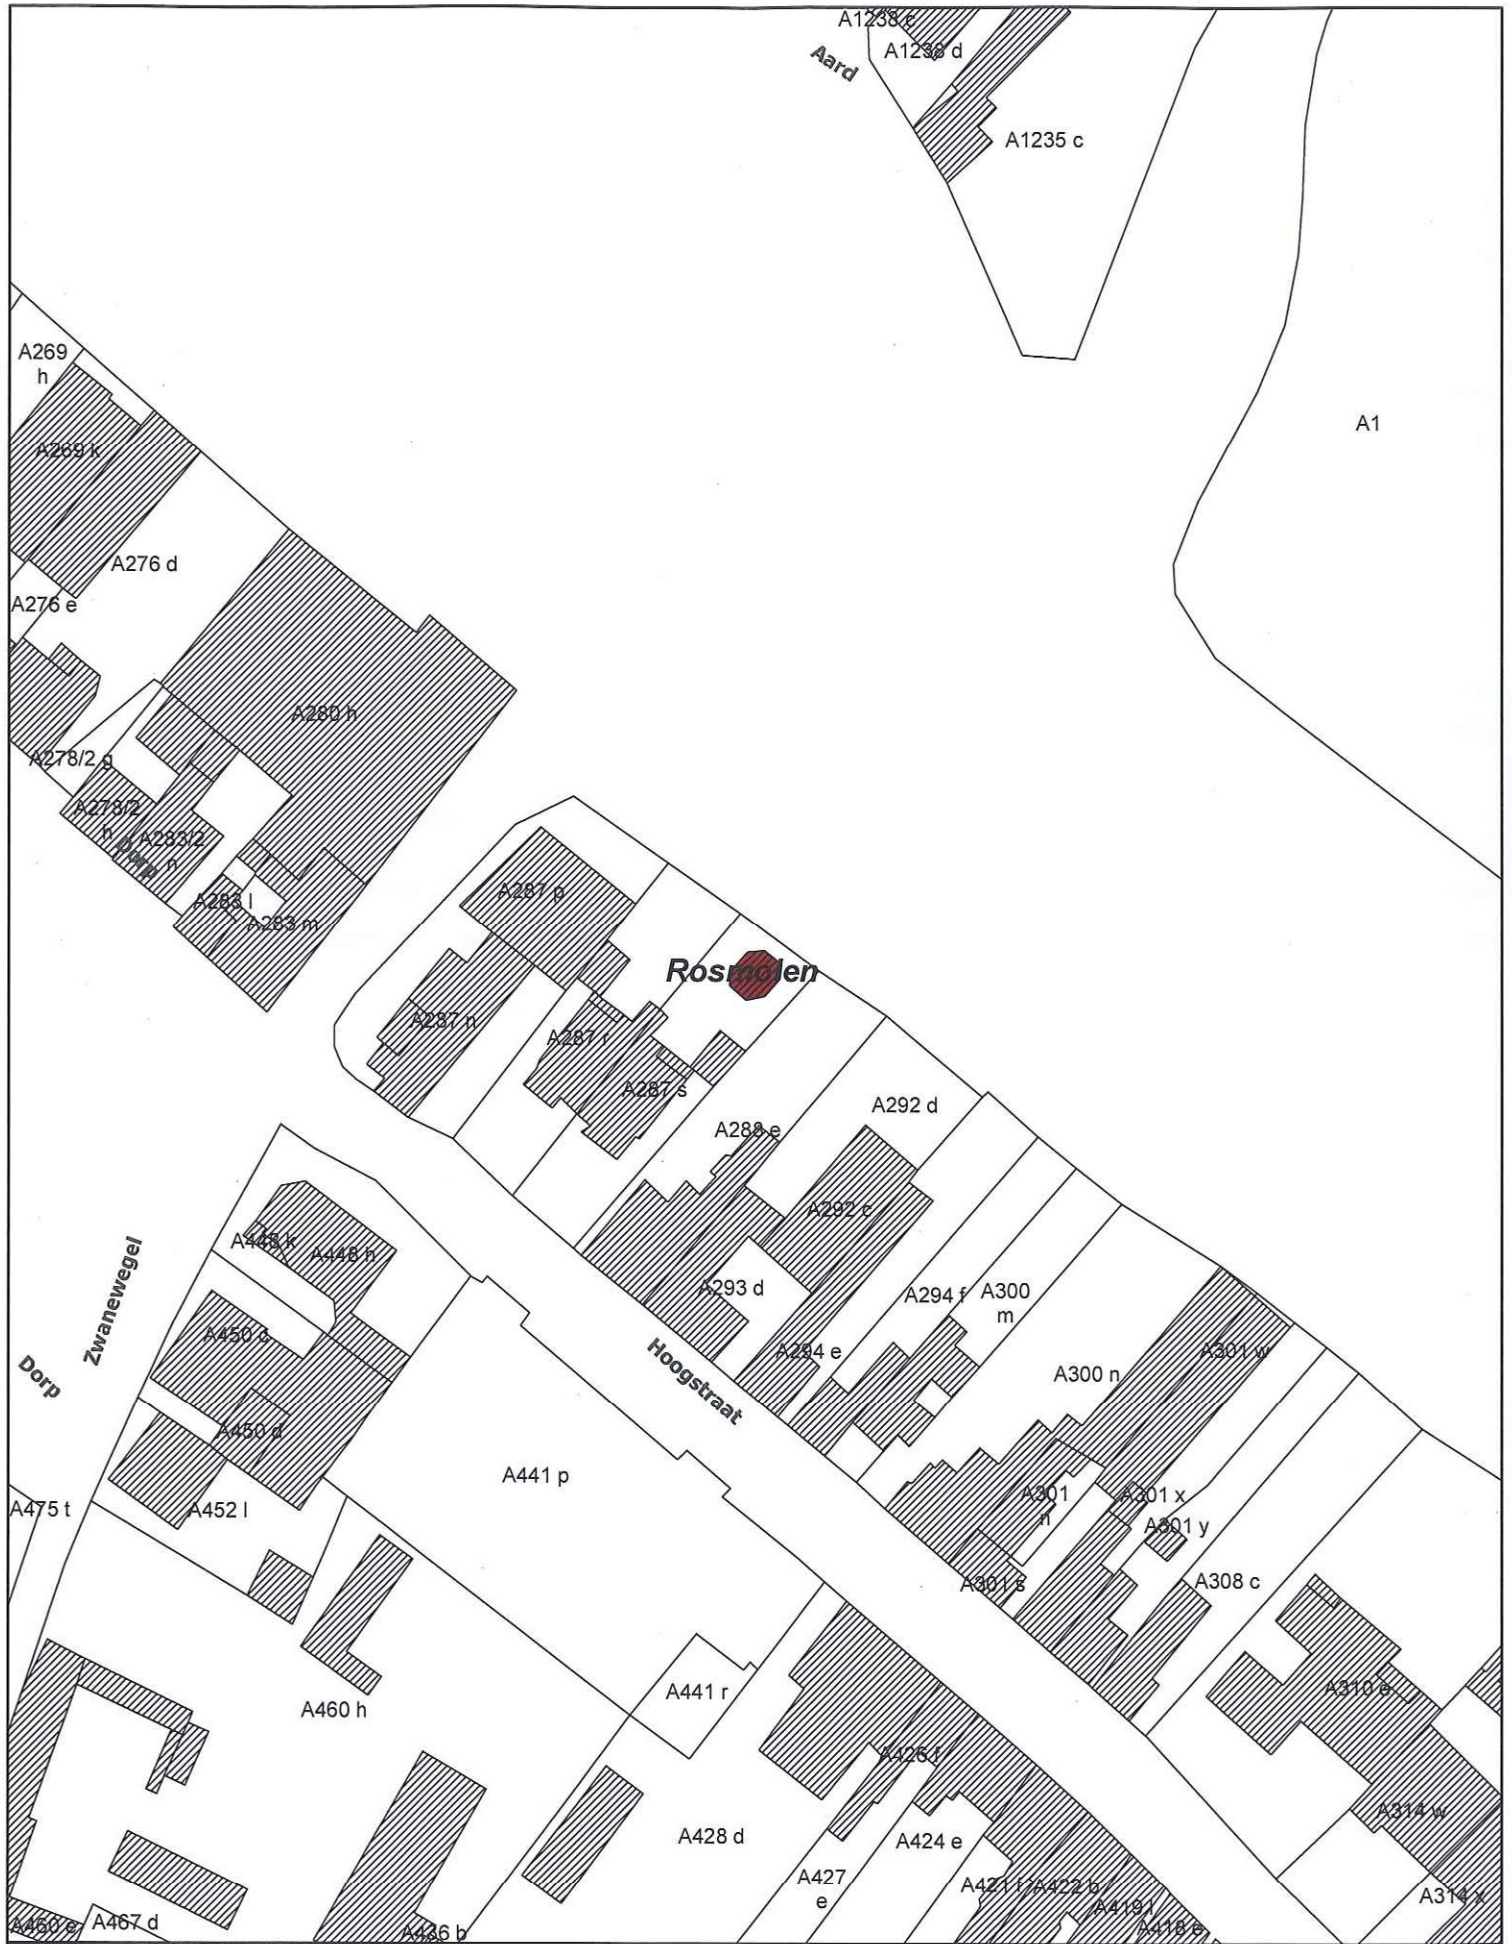 A1238 c
A1238 d
Aard
A1235 c
A269
h
A1
A269 k
A276 d
A276 e
A280 h
A278/2 g
A278/2
h
A283/2
n
Dorp
A287 p
A283 l
A283 m
Rosmolen
A287 n
A287 r
A287 s
A292 d
A288 e
A292 c
A448 k
A448 h
Zwanewegel
A293 d
A294 f
A300
m
A450 c
A294 e
A301 w
Dorp
Hoogstraat
A300 n
A450 d
A441 p
A475 t
A452 l
A301
n
A301 x
A301 y
A301 s
A308 c
A441 r
A310 e
A460 h
A426 f
A314 w
A428 d
A424 e
A427
e
A421 f
A422 b
A419 l
A418 e
A314 x
A460 e
A467 d
A436 b